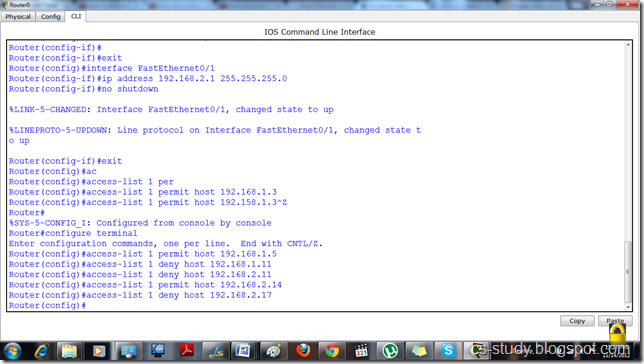 Router0
Physical
Config
CLI
IOS Command Line Interface
Router(config-if)#
Router(config-if)#exit
Router(config)#interface FastEthernet0/1
Router(config-if)#ip address 192.168.2.1 255.255.255.0
Router(config-if)#no shutdown
%LINK-5-CHANGED: Interface FastEthernet0/1, changed state to up
%LINEPROTO-5-UPDOWN: Line protocol on Interface FastEthernet0/1, changed state t
o up
Router(config-if)#exit
Router(config)#ac
Router(config)#access-list 1 per
Router(config)#access-list 1 permit host 192.168.1.3
Router(config)#access-list 1 permit host 192.158.1.3^Z
Router#
%SYS-5-CONFIG_I: Configured from console by console
Router#configure terminal
Enter configuration commands, one per line.  End with CNTL/Z.
Router(config)#access-list 1 permit host 192.168.1.5
Router(config)#access-list 1 deny host 192.168.1.11
Router(config)#access-list 1 deny host 192.168.2.11
Router(config)#access-list 1 permit host 192.168.2.14
Router(config)#access-list 1 deny host 192.168.2.17
Router(config)#
Copy
Paste
cs-study.blogspot.com